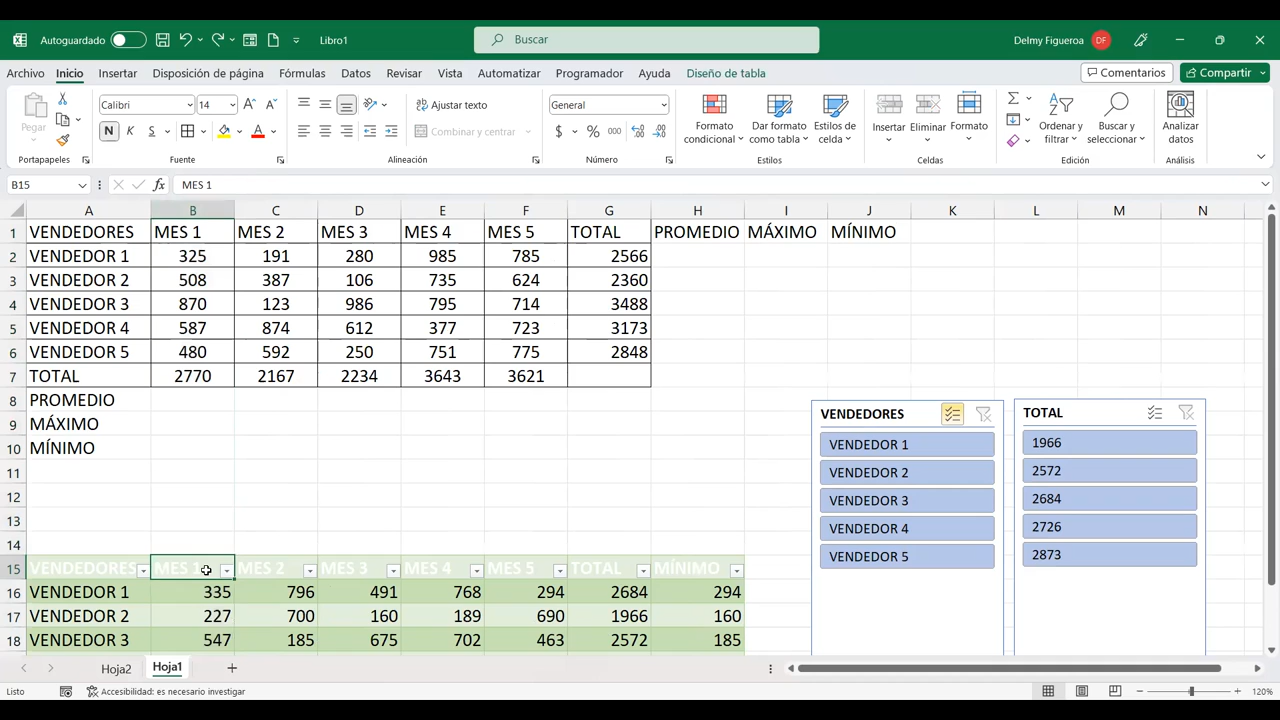 Autoguardado
Libro1
Buscar
Delmy Figueroa DF
Archivo Inicio Insertar Disposición de página Fórmulas Datos Revisar Vista Automatizar Programador Ayuda Diseño de tabla
Comentarios Compartir
Pegar
Calibri 14
N K S
Ajustar texto
Combinar y centrar
General
$ % 000
Formato condicional
Dar formato como tabla
Estilos de celda
Insertar Eliminar Formato
Ordenar y filtrar
Buscar y seleccionar
Analizar datos
Portapapeles Fuente Alineación Número Estilos Celdas Edición Análisis
B15 fx MES 1
A B C D E F G H I J K L M N
1 VENDEDORES MES 1 MES 2 MES 3 MES 4 MES 5 TOTAL PROMEDIO MÁXIMO MÍNIMO
2 VENDEDOR 1 325 191 280 985 785 2566
3 VENDEDOR 2 508 387 106 735 624 2360
4 VENDEDOR 3 870 123 986 795 714 3488
5 VENDEDOR 4 587 874 612 377 723 3173
6 VENDEDOR 5 480 592 250 751 775 2848
7 TOTAL 2770 2167 2234 3643 3621
8 PROMEDIO
9 MÁXIMO
10 MÍNIMO
11
12
13
14
15 VENDEDORES MES MES 2 MES 3 MES 4 MES 5 TOTAL MÍNIMO
16 VENDEDOR 1 335 796 491 768 294 2684 294
17 VENDEDOR 2 227 700 160 189 690 1966 160
18 VENDEDOR 3 547 185 675 702 463 2572 185
VENDEDORES
VENDEDOR 1
VENDEDOR 2
VENDEDOR 3
VENDEDOR 4
VENDEDOR 5
TOTAL
1966
2572
2684
2726
2873
Hoja2 Hoja1
Listo
Accesibilidad: es necesario investigar
120%